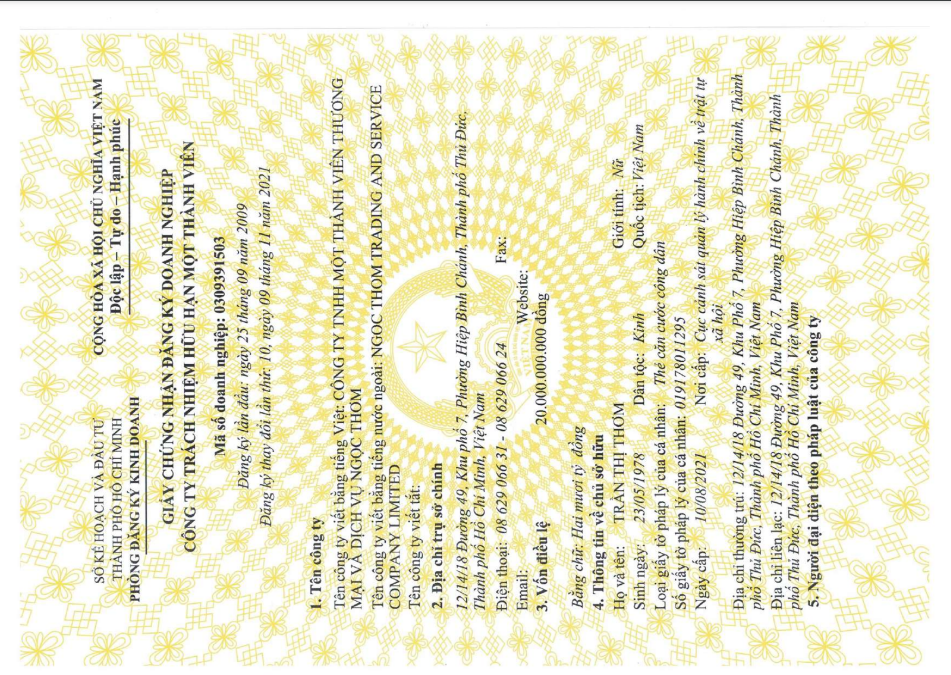 SỞ KẾ HOẠCH VÀ ĐẦU TƯ
THÀNH PHỐ HỒ CHÍ MINH
PHÒNG ĐĂNG KÝ KINH DOANH
CỘNG HÒA XÃ HỘI CHỦ NGHĨA VIỆT NAM
Độc lập – Tự do – Hạnh phúc
GIẤY CHỨNG NHẬN ĐĂNG KÝ DOANH NGHIỆP
CÔNG TY TRÁCH NHIỆM HỮU HẠN MỘT THÀNH VIÊN
Mã số doanh nghiệp: 0309391503
Đăng ký lần đầu: ngày 25 tháng 09 năm 2009
Đăng ký thay đổi lần thứ: 10, ngày 09 tháng 11 năm 2021
1. Tên công ty
Tên công ty viết bằng tiếng Việt: CÔNG TY TNHH MỘT THÀNH VIÊN THƯƠNG
MẠI VÀ DỊCH VỤ NGỌC THƠM
Tên công ty viết bằng tiếng nước ngoài: NGOC THOM TRADING AND SERVICE
COMPANY LIMITED
Tên công ty viết tắt:
2. Địa chỉ trụ sở chính
12/14/18 Đường 49, Khu phố 7, Phường Hiệp Bình Chánh, Thành phố Thủ Đức,
Thành phố Hồ Chí Minh, Việt Nam
Điện thoại: 08 629 066 31 - 08 629 066 24 Fax:
Email: Website:
3. Vốn điều lệ 20.000.000.000 đồng
Bằng chữ: Hai mươi tỷ đồng
4. Thông tin về chủ sở hữu
Họ và tên: TRẦN THỊ THƠM Giới tính: Nữ
Sinh ngày: 23/05/1978 Dân tộc: Kinh Quốc tịch: Việt Nam
Loại giấy tờ pháp lý của cá nhân: Thẻ căn cước công dân
Số giấy tờ pháp lý của cá nhân: 019178011295
Ngày cấp: 10/08/2021 Nơi cấp: Cục cảnh sát quản lý hành chính về trật tự
xã hội
Địa chỉ thường trú: 12/14/18 Đường 49, Khu Phố 7, Phường Hiệp Bình Chánh, Thành
phố Thủ Đức, Thành phố Hồ Chí Minh, Việt Nam
Địa chỉ liên lạc: 12/14/18 Đường 49, Khu Phố 7, Phường Hiệp Bình Chánh, Thành
phố Thủ Đức, Thành phố Hồ Chí Minh, Việt Nam
5. Người đại diện theo pháp luật của công ty